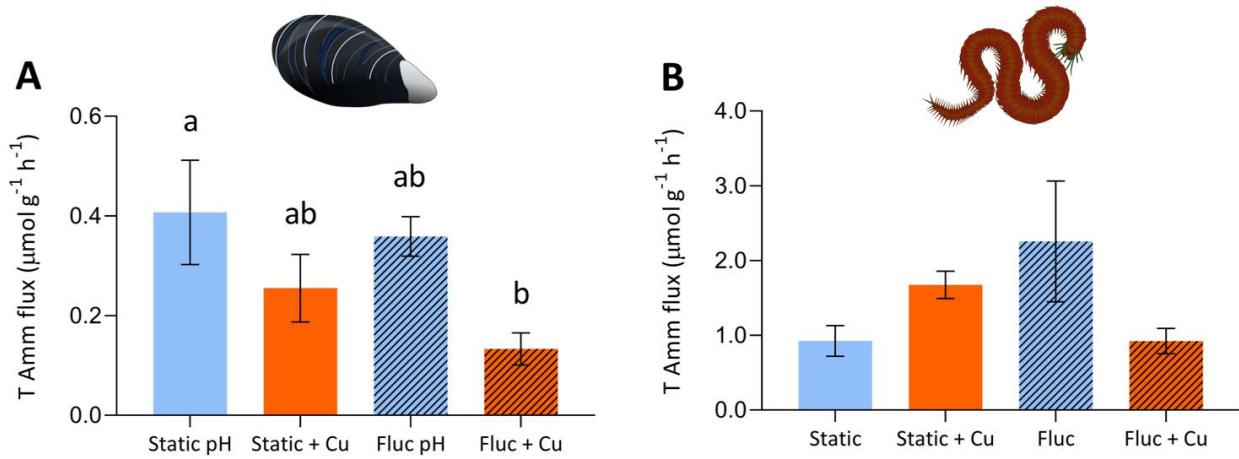 A
T Amm flux (µmol g⁻¹ h⁻¹)
0.6
0.4
0.2
0.0
a
ab
ab
b
Static pH Static + Cu Fluc pH Fluc + Cu
B
T Amm flux (µmol g⁻¹ h⁻¹)
4.0
3.0
2.0
1.0
0.0
Static Static + Cu Fluc Fluc + Cu